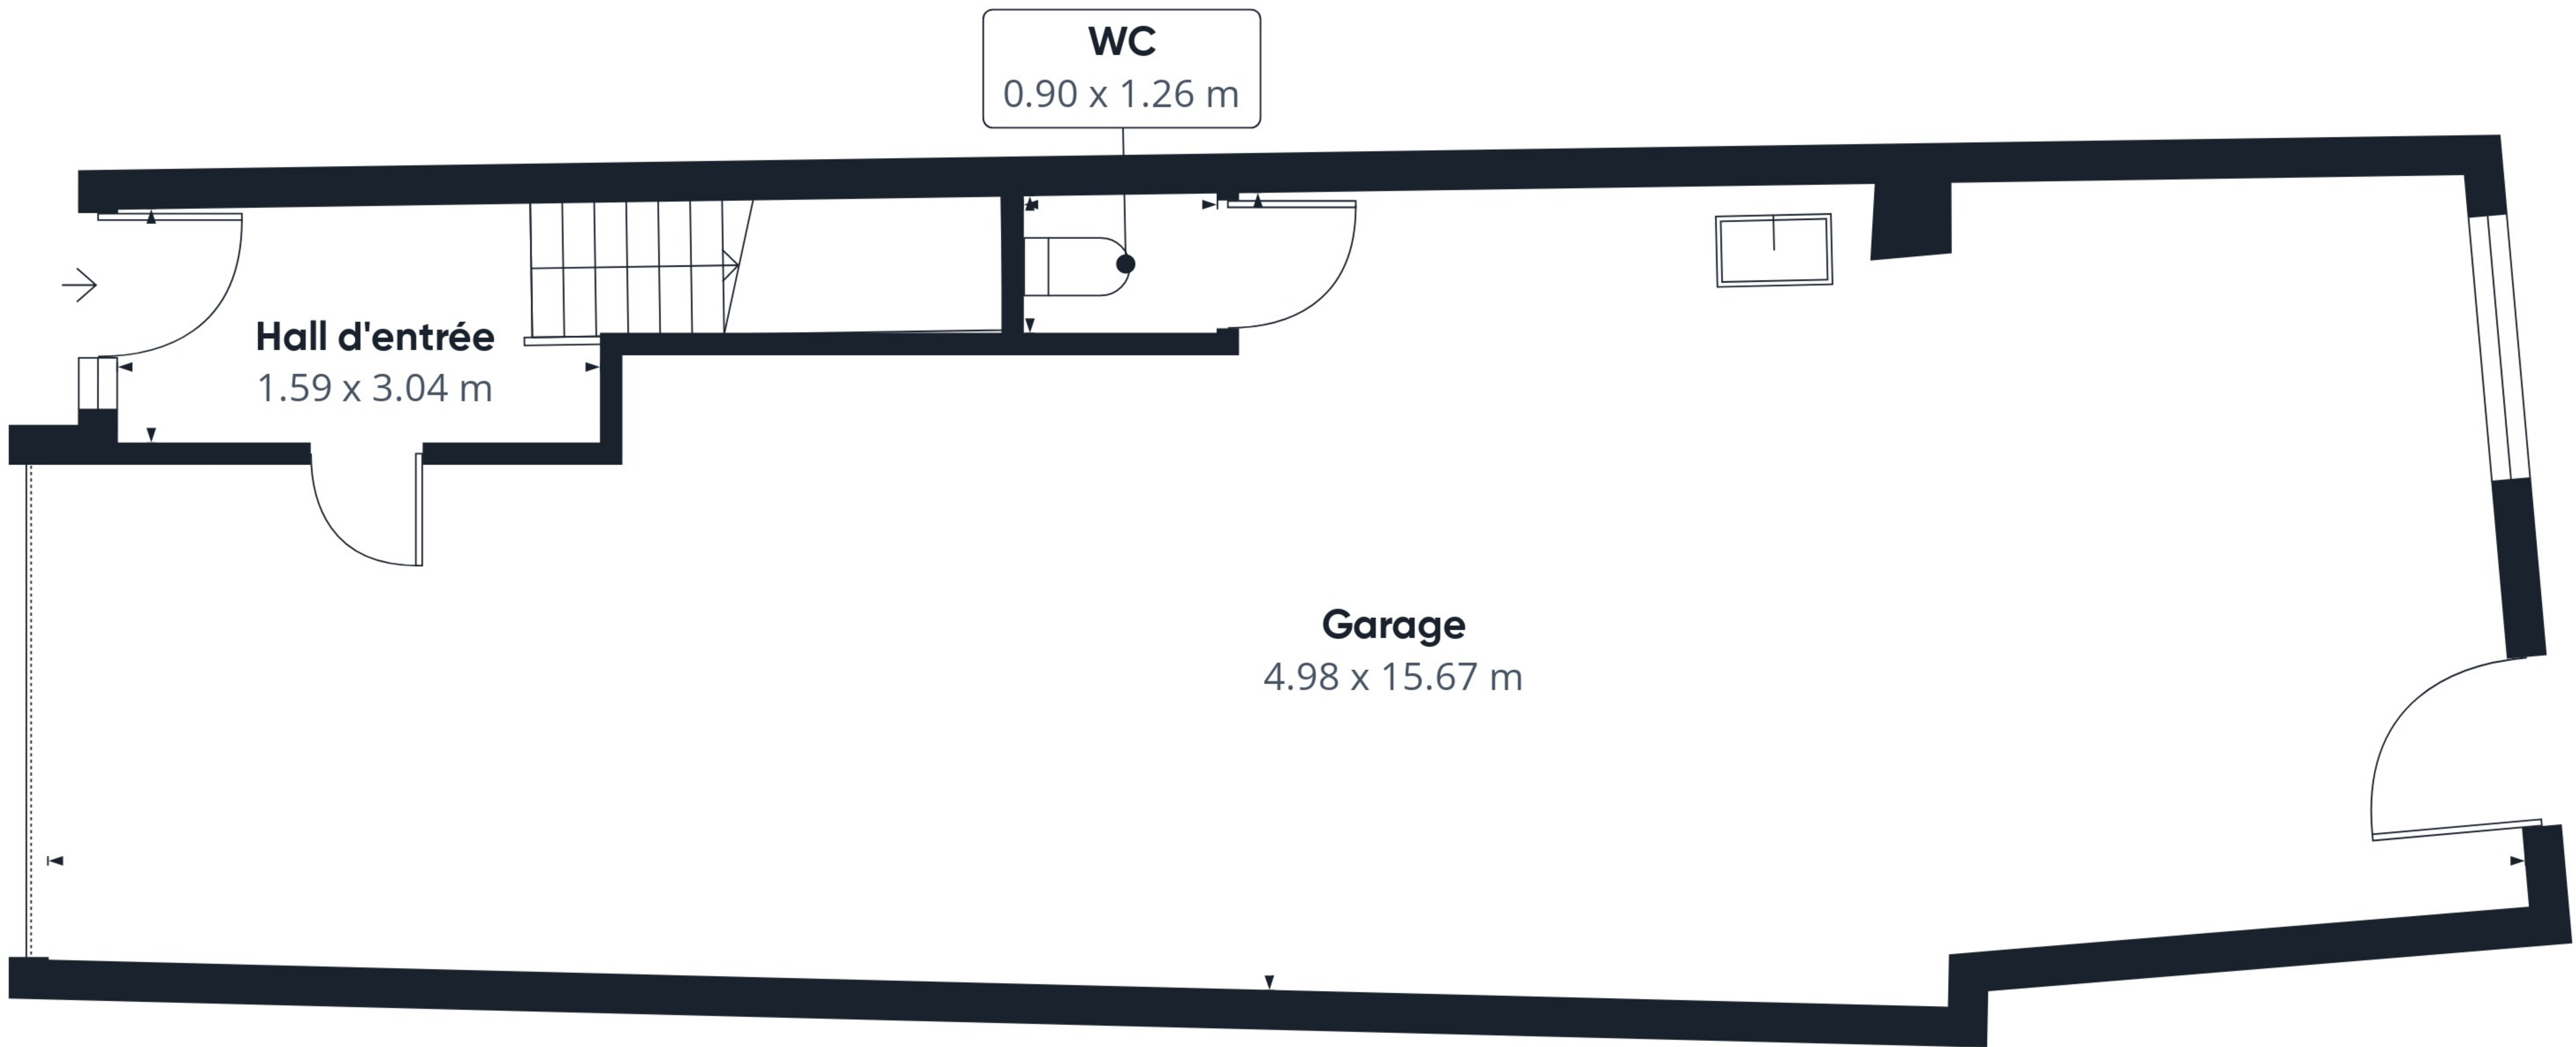 WC
0.90 x 1.26 m
Hall d'entrée
1.59 x 3.04 m
Garage
4.98 x 15.67 m